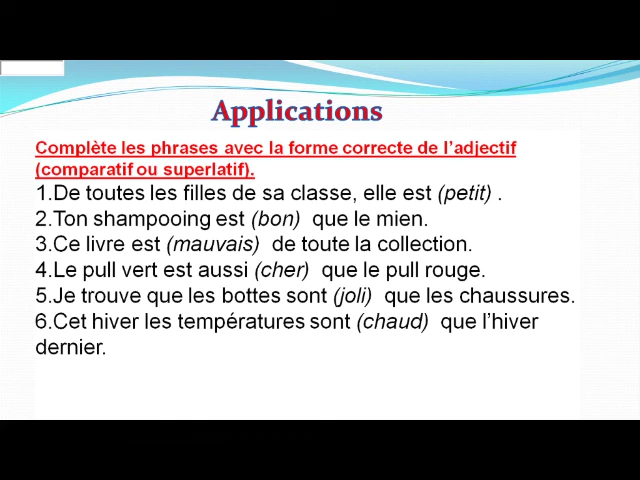 Applications
Complète les phrases avec la forme correcte de l'adjectif
(comparatif ou superlatif).
1.De toutes les filles de sa classe, elle est (petit) .
2.Ton shampooing est (bon) que le mien.
3.Ce livre est (mauvais) de toute la collection.
4.Le pull vert est aussi (cher) que le pull rouge.
5.Je trouve que les bottes sont (joli) que les chaussures.
6.Cet hiver les températures sont (chaud) que l'hiver
dernier.